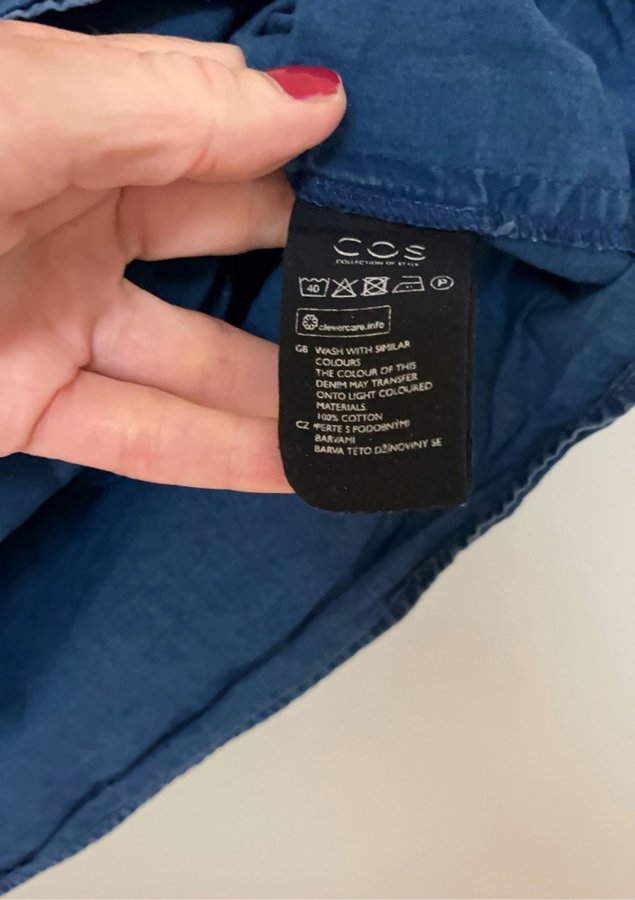 COS
COLLECTION OF STYLE
40 P
clevercare.info
GB WASH WITH SIMILAR
COLOURS
THE COLOUR OF THIS
DENIM MAY TRANSFER
ONTO LIGHT COLOURED
MATERIALS.
100% COTTON
CZ *PERTE S PODOBNÝMI
BARVAMI
BARVA TÉTO DŽÍNOVINY SE